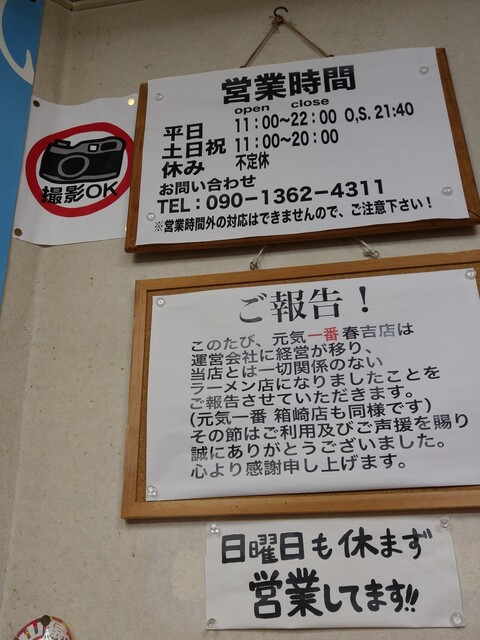 撮影OK
営業時間
open close
平日 11：00〜22：00 O,S. 21:40
土日祝 11：00〜20：00
休み 不定休
お問い合わせ
TEL：090-1362-4311
※営業時間外の対応はできませんので、ご注意下さい！
ご報告！
このたび、元気一番 春吉店は
運営会社に経営が移り、
当店とは一切関係のない
ラーメン店になりましたことを
ご報告させていただきます。
(元気一番 箱崎店も同様です)
その節はご利用及びご声援を賜り
誠にありがとうございました。
心より感謝申し上げます。
日曜日も休まず
営業してます!!